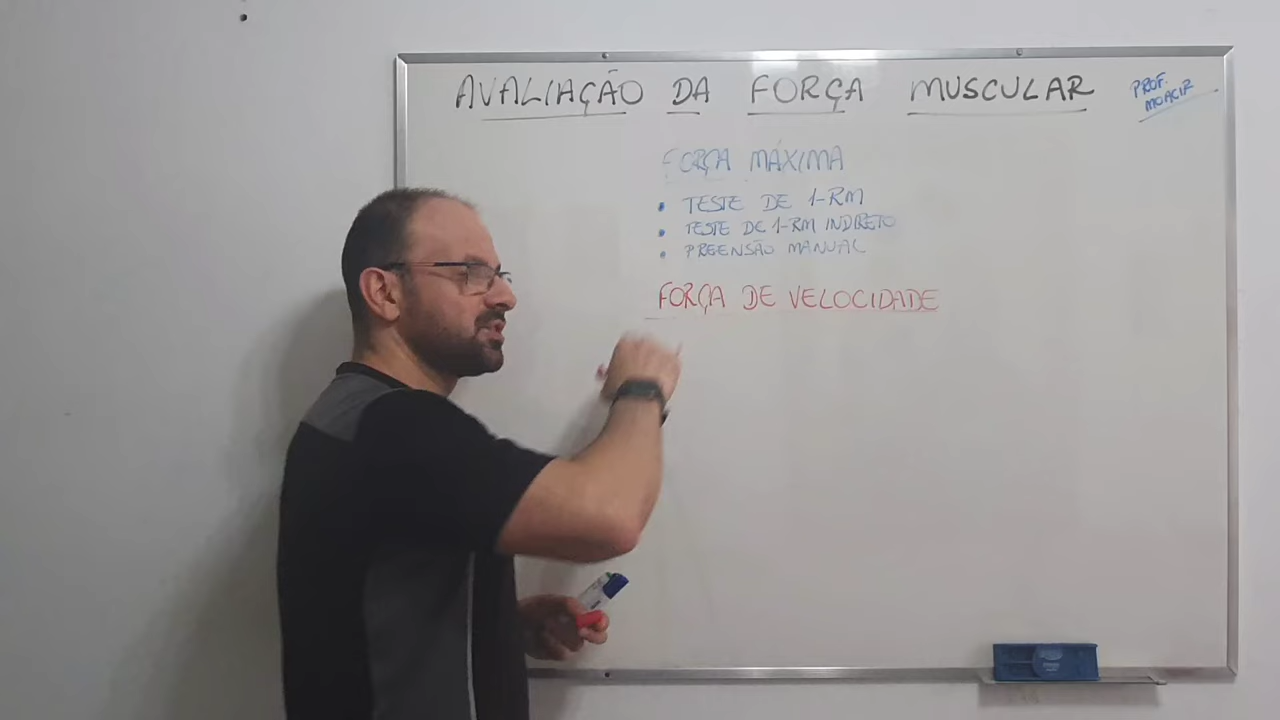 AVALIAÇÃO DA FORÇA MUSCULAR
PROF. MOACIR
FORÇA MÁXIMA
• TESTE DE 1-RM
• TESTE DE 1-RM INDIRETO
• PREENSÃO MANUAL
FORÇA DE VELOCIDADE